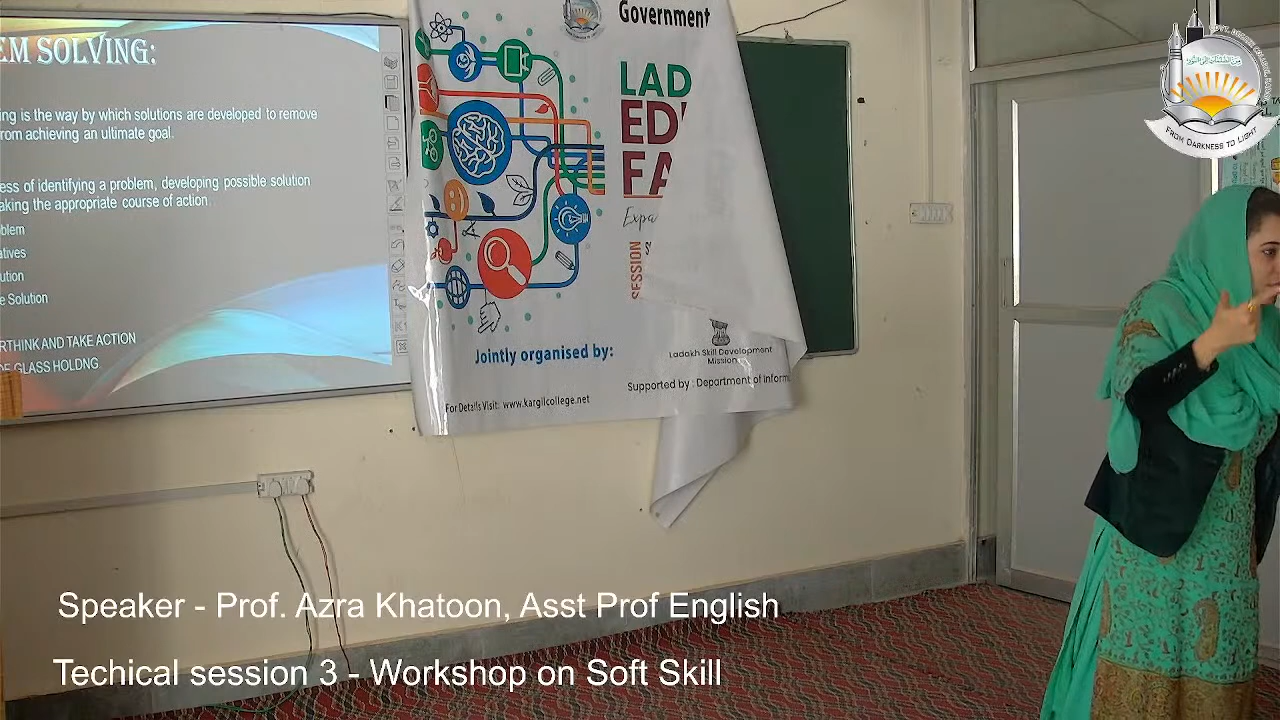 EM SOLVING:
ing is the way by which solutions are developed to remove
from achieving an ultimate goal.
ess of identifying a problem, developing possible solution
aking the appropriate course of action.
blem
atives
ution
e Solution
RTHINK AND TAKE ACTION
OF GLASS HOLDNG.
Government
LAD
ED
FA
Expa
SESSION
Jointly organised by:
Ladakh Skill Development
Mission
Supported by : Department of Inform
For Details Visit: www.kargilcollege.net
FROM DARKNESS TO LIGHT
Speaker - Prof. Azra Khatoon, Asst Prof English
Techical session 3 - Workshop on Soft Skill